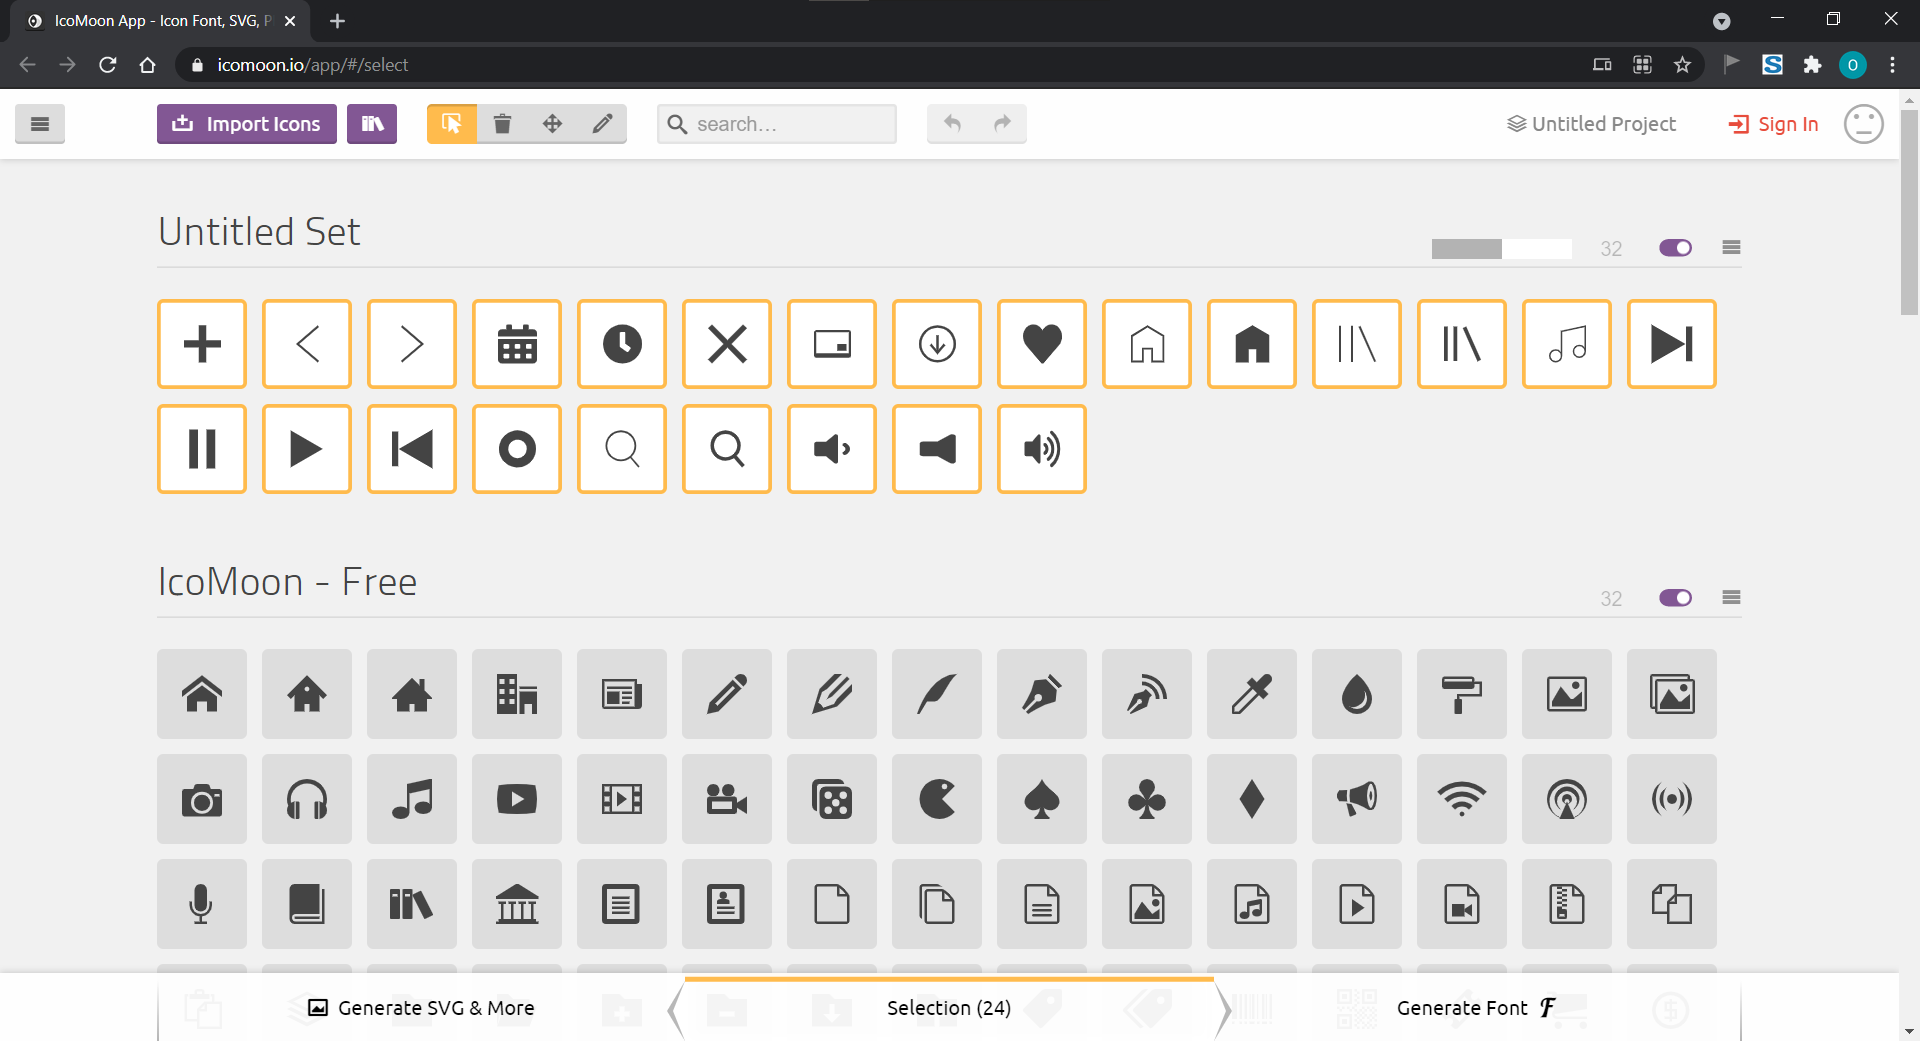 IcoMoon App - Icon Font, SVG, P
icomoon.io/app/#/select
O
Import Icons
search...
Untitled Project
Sign In
Untitled Set
32
IcoMoon - Free
32
Generate SVG & More
Selection (24)
Generate Font